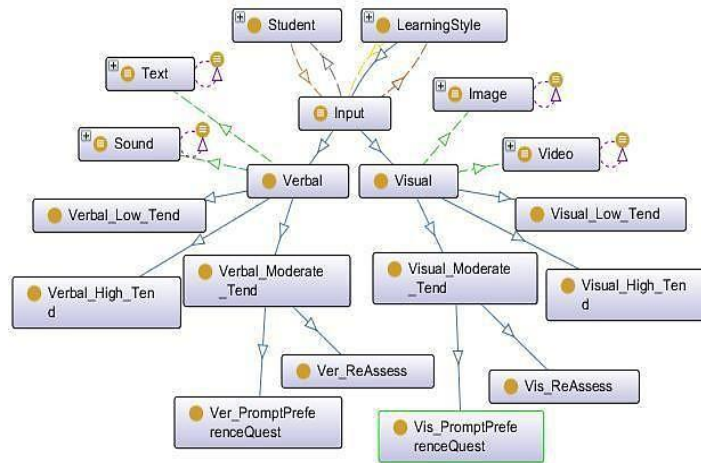 Student
LearningStyle
Text
Image
Input
Sound
Video
Verbal
Visual
Verbal_Low_Tend
Visual_Low_Tend
Verbal_High_Ten
d
Verbal_Moderate
_Tend
Visual_Moderate
_Tend
Visual_High_Ten
d
Ver_ReAssess
Vis_ReAssess
Ver_PromptPrefe
renceQuest
Vis_PromptPrefe
renceQuest